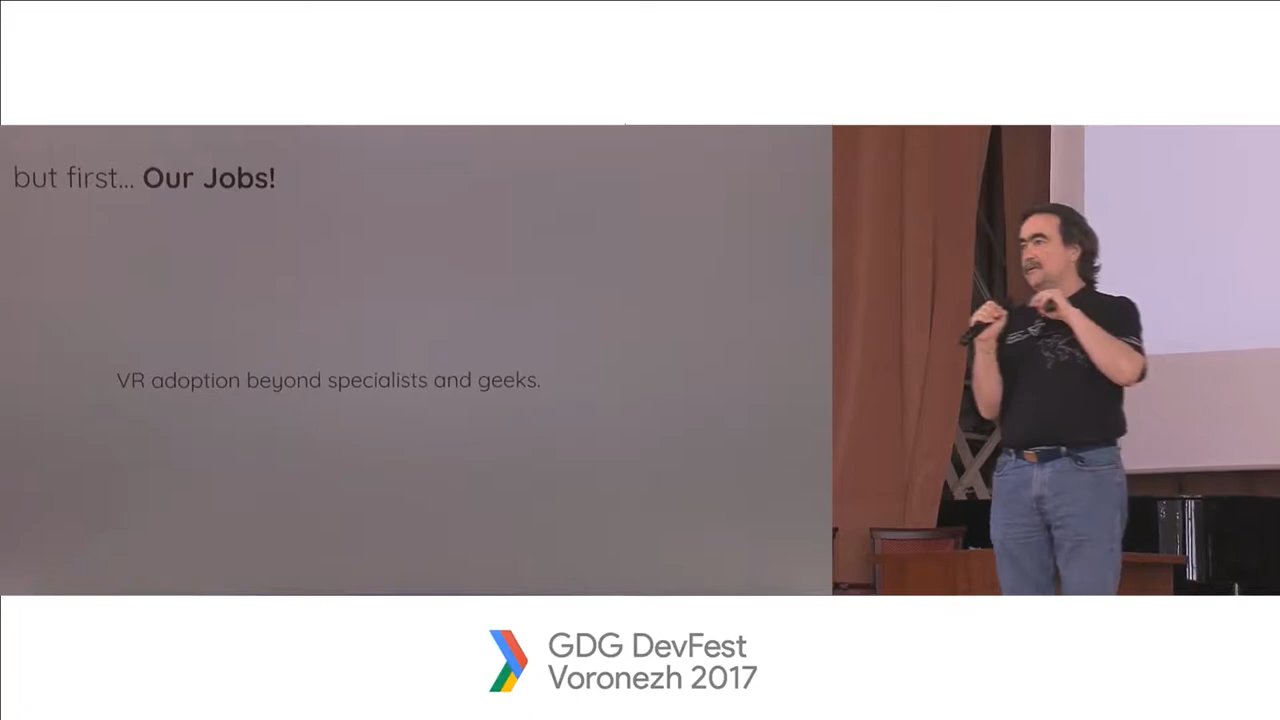 but first... Our Jobs!
VR adoption beyond specialists and geeks.
GDG DevFest
Voronezh 2017